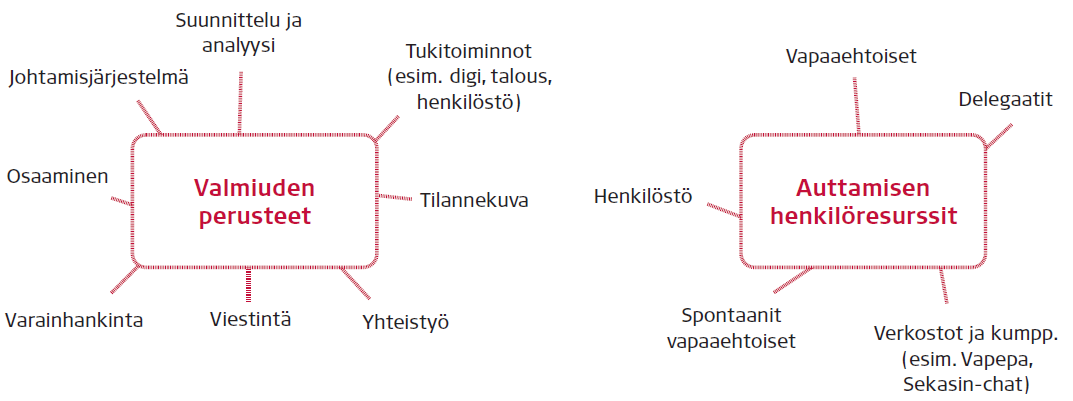 Suunnittelu ja
analyysi
Johtamisjärjestelmä
Tukitoiminnot
(esim. digi, talous,
henkilöstö)
Osaaminen
Valmiuden
perusteet
Tilannekuva
Varainhankinta
Viestintä
Yhteistyö
Vapaaehtoiset
Delegaatit
Henkilöstö
Auttamisen
henkilöresurssit
Spontaanit
vapaaehtoiset
Verkostot ja kumpp.
(esim. Vapepa,
Sekasin-chat)